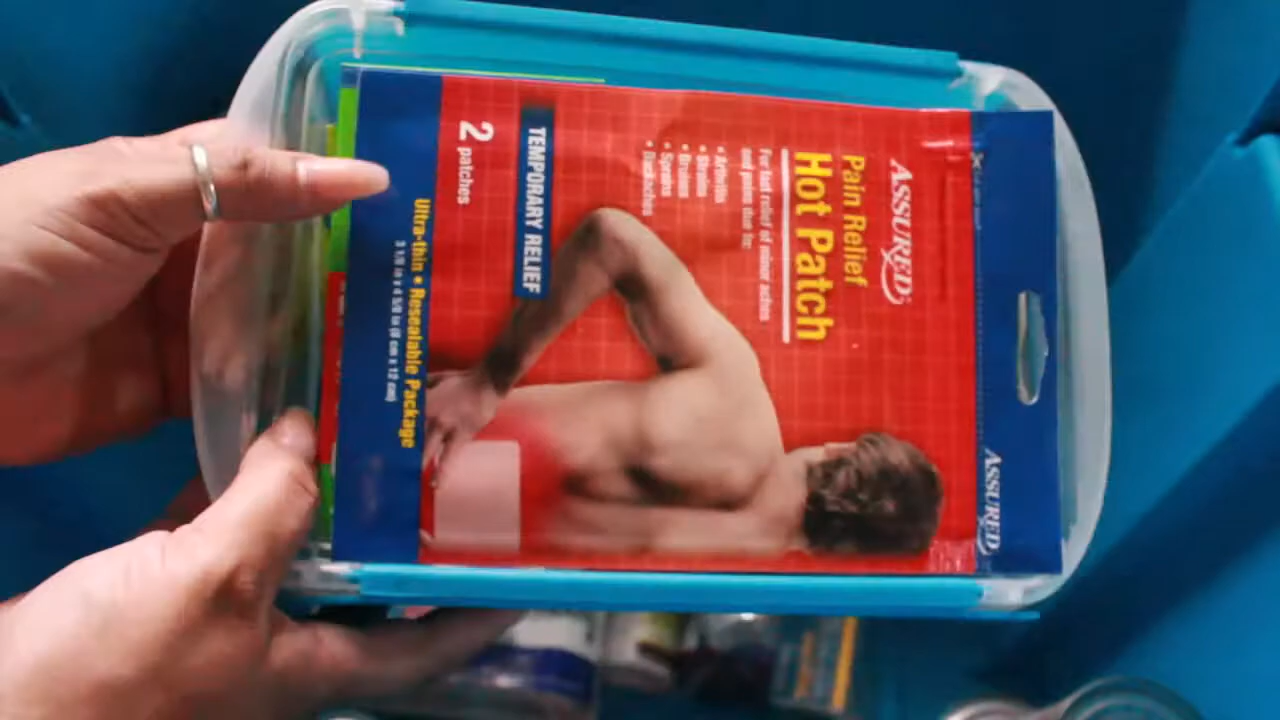 ASSURED
ASSURED
Pain Relief
Hot Patch
For fast relief of minor aches
and pains due to:
• Arthritis
• Strains
• Bruises
• Sprains
• Backaches
TEMPORARY RELIEF
2 patches
Ultra-thin • Resealable Package